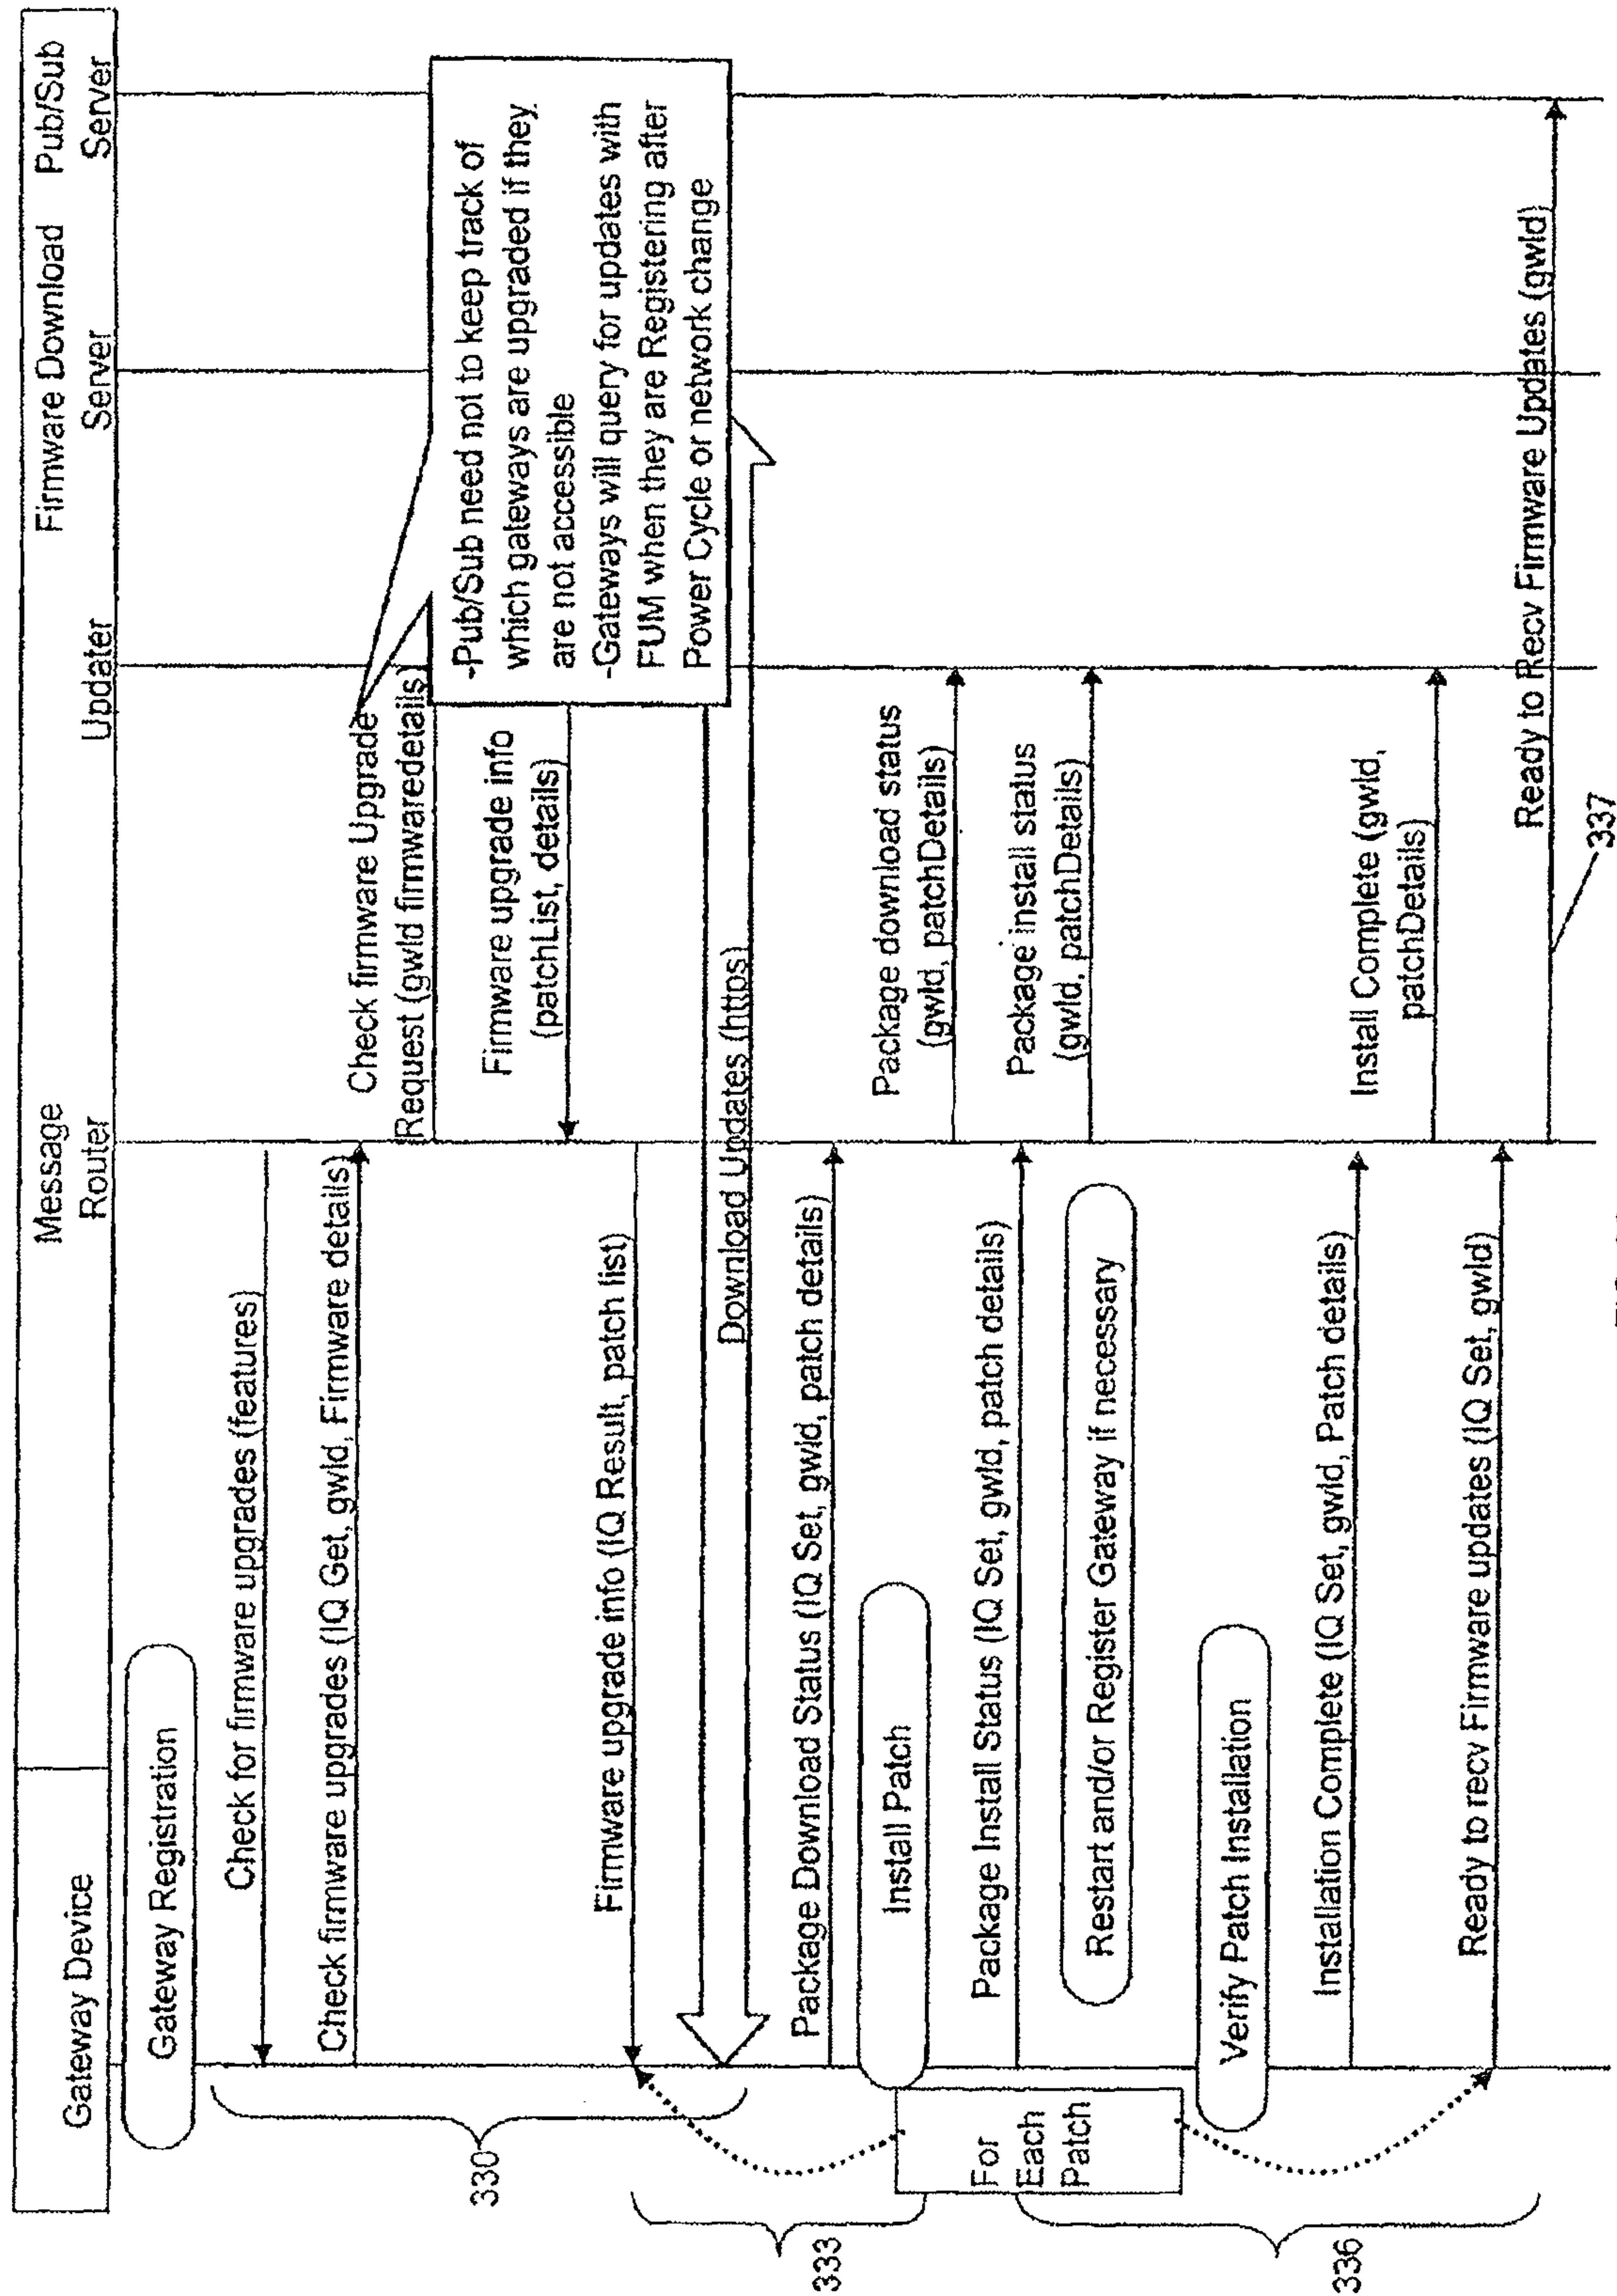 Gateway Device
Message
Router
Updater
Firmware Download
Server
Pub/Sub
Server
Gateway Registration
Check for firmware upgrades (features)
Check firmware upgrades (IQ Get, gwId, Firmware details)
Check firmware Upgrade
Request (gwId firmwaredetails)
-Pub/Sub need not to keep track of
which gateways are upgraded if they
are not accessible
-Gateways will query for updates with
FUM when they are Registering after
Power Cycle or network change
Firmware upgrade info
(patchList, details)
Firmware upgrade info (IQ Result, patch list)
330
Download Updates (https)
Package Download Status (IQ Set, gwId, patch details)
Package download status
(gwId, patchDetails)
333
Install Patch
For
Each
Patch
Package Install Status (IQ Set, gwId, patch details)
Package install status
(gwId, patchDetails)
Restart and/or Register Gateway if necessary
Verify Patch Installation
Installation Complete (IQ Set, gwId, Patch details)
Install Complete (gwId,
patchDetails)
336
Ready to recv Firmware updates (IQ Set, gwId)
Ready to Recv Firmware Updates (gwId)
337